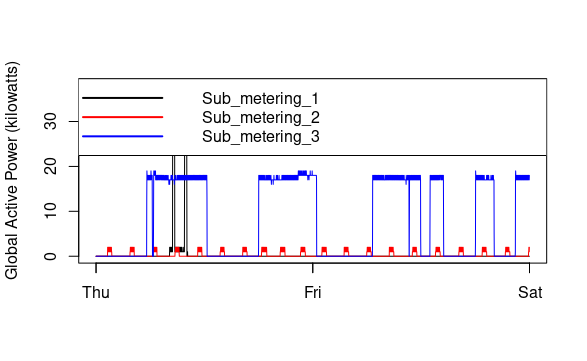 Global Active Power (kilowatts)
Sub_metering_1
Sub_metering_2
Sub_metering_3
30
20
10
0
Thu Fri Sat